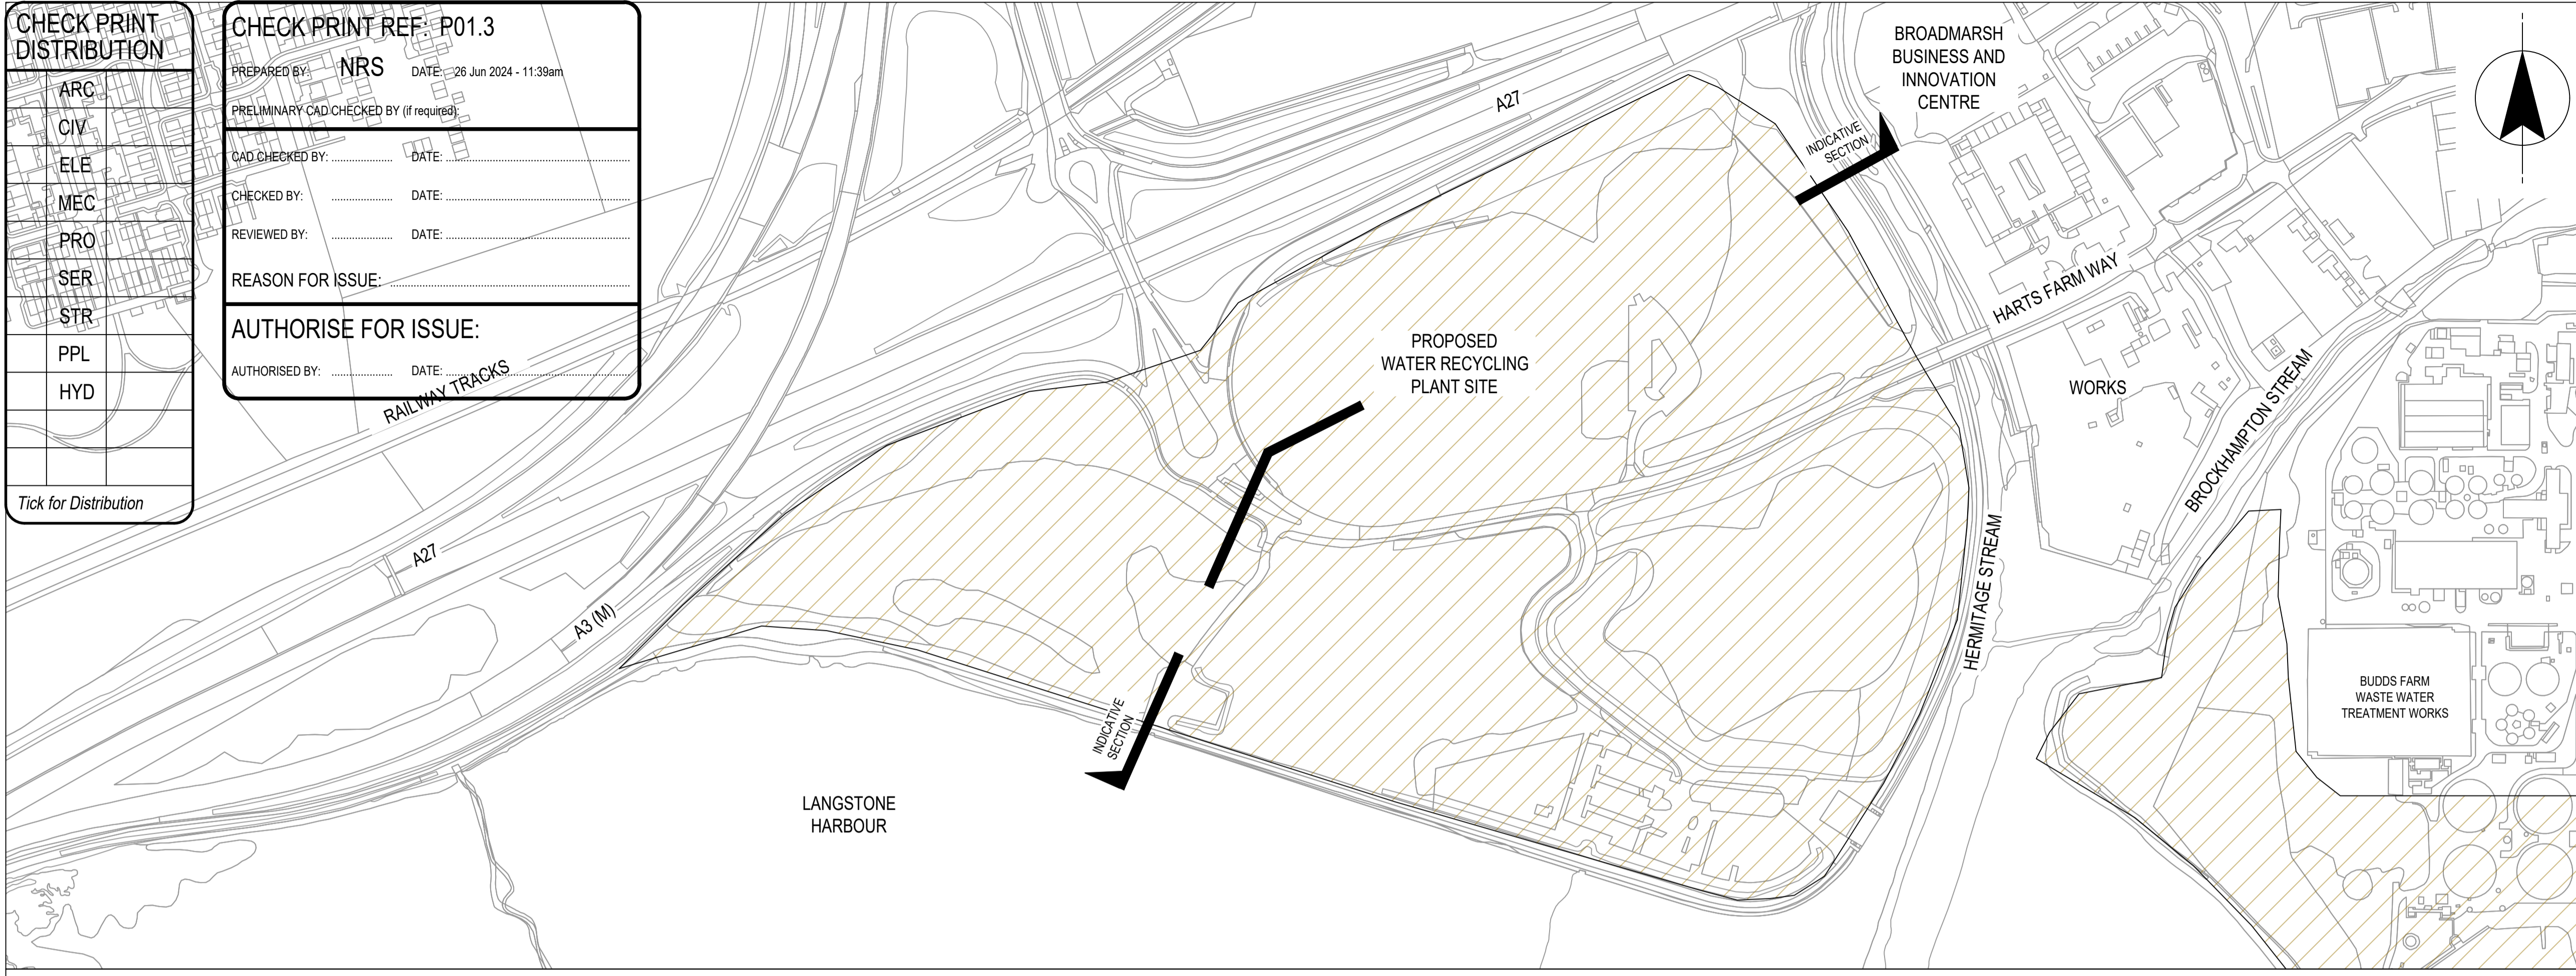 CHECK PRINT
DISTRIBUTION
ARC
CIV
ELE
MEC
PRO
SER
STR
PPL
HYD
Tick for Distribution
CHECK PRINT REF: P01.3
PREPARED BY: NRS DATE: 26 Jun 2024 - 11:39am
PRELIMINARY CAD CHECKED BY (if required):
CAD CHECKED BY: .................... DATE: ....................
CHECKED BY: .................... DATE: ....................
REVIEWED BY: .................... DATE: ....................
REASON FOR ISSUE: ....................
AUTHORISE FOR ISSUE:
AUTHORISED BY: .................... DATE: ....................
RAILWAY TRACKS
A27
A3 (M)
A27
INDICATIVE
SECTION
BROADMARSH
BUSINESS AND
INNOVATION
CENTRE
HARTS FARM WAY
PROPOSED
WATER RECYCLING
PLANT SITE
WORKS
BROCKHAMPTON STREAM
HERMITAGE STREAM
BUDDS FARM
WASTE WATER
TREATMENT WORKS
INDICATIVE
SECTION
LANGSTONE
HARBOUR